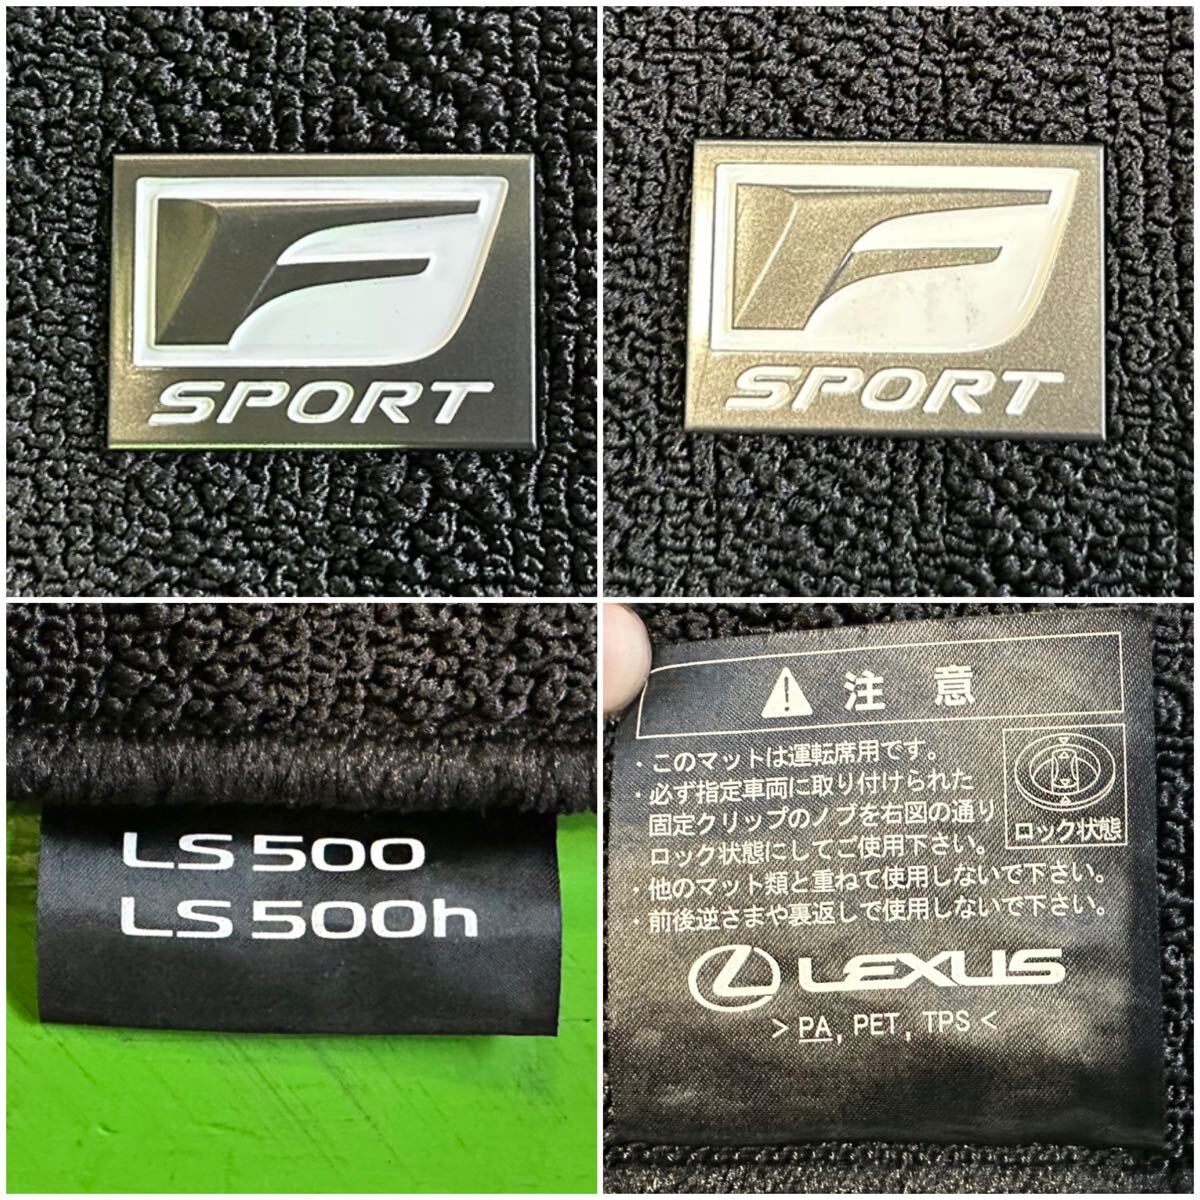 F
SPORT
F
SPORT
LS 500
LS 500h
注意
・このマットは運転席用です。
・必ず指定車両に取り付けられた
固定クリップのノブを右図の通り
ロック状態にしてご使用下さい。
ロック状態
・他のマット類と重ねて使用しないで下さい。
・前後逆さまや裏返しで使用しないで下さい。
LEXUS
>PA, PET, TPS<